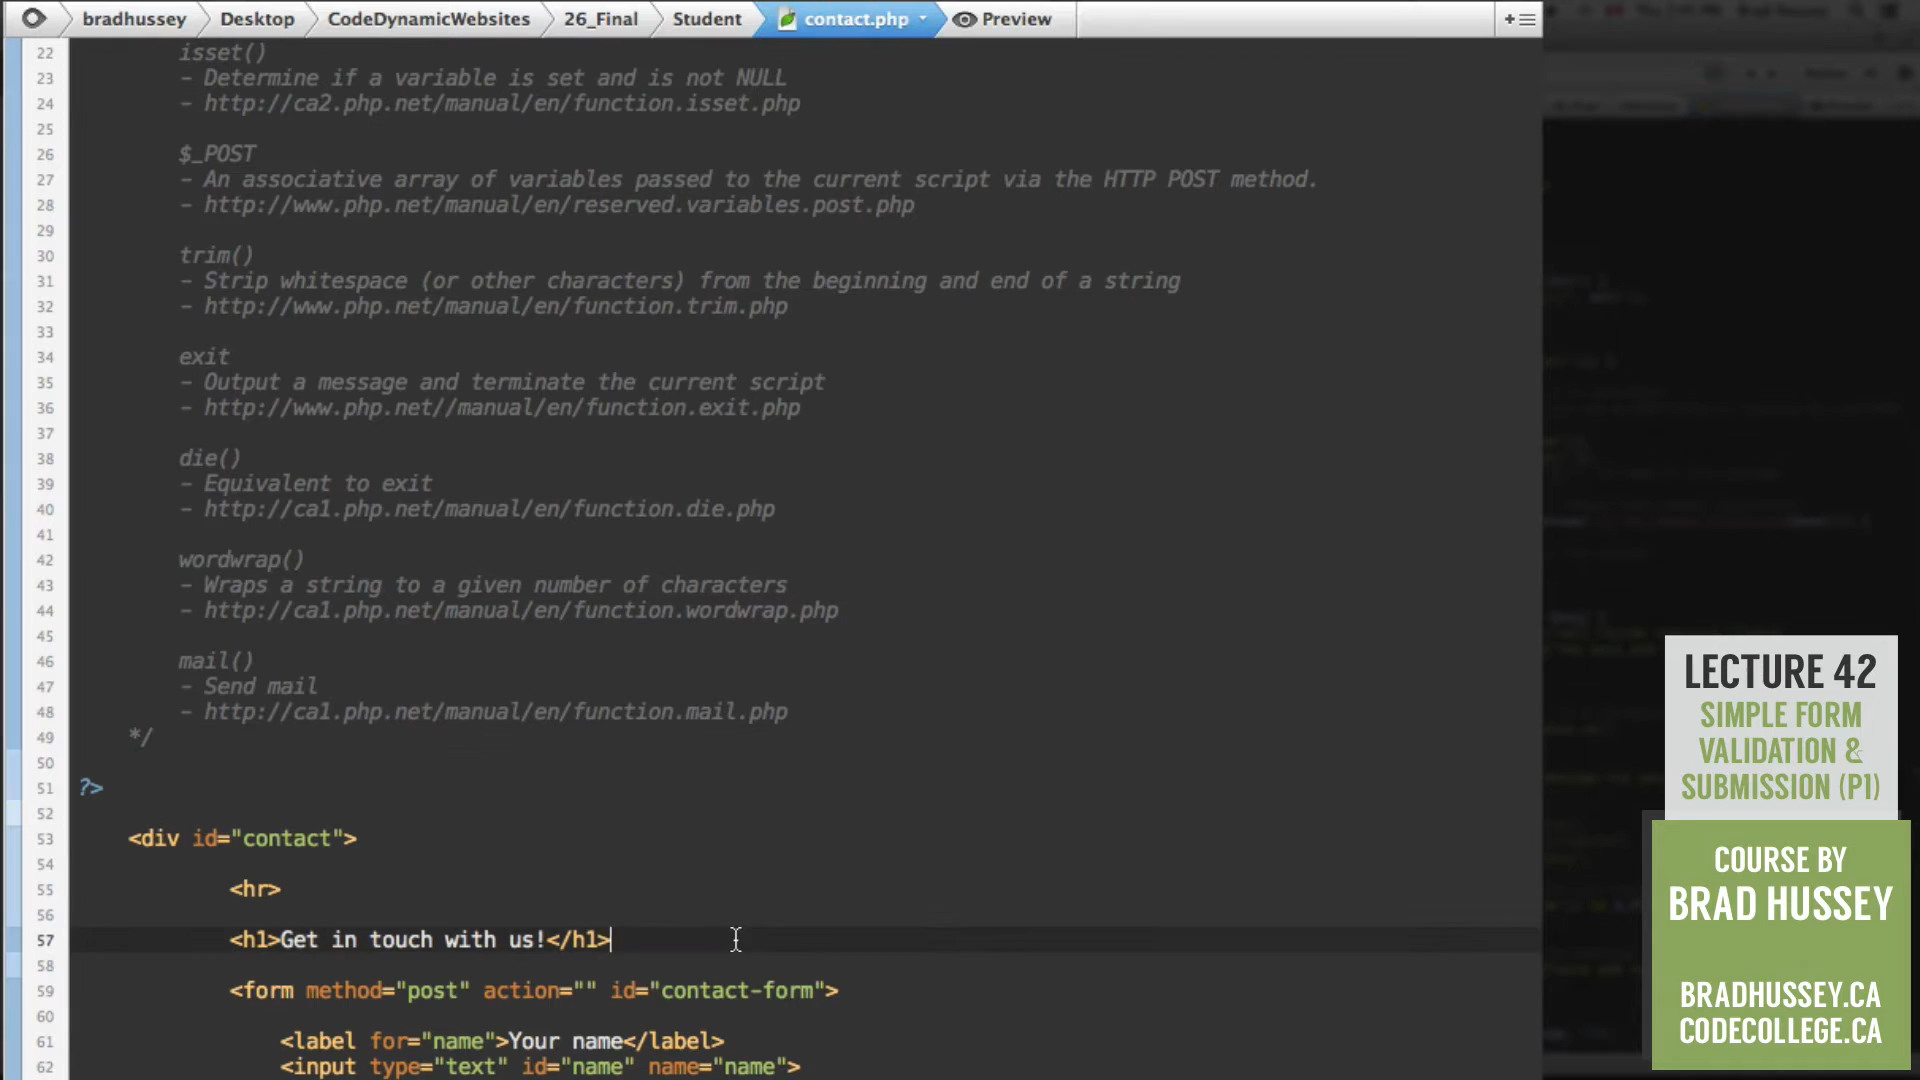 bradhussey Desktop CodeDynamicWebsites 26_Final Student contact.php Preview
22 isset()
23 - Determine if a variable is set and is not NULL
24 - http://ca2.php.net/manual/en/function.isset.php
25
26 $_POST
27 - An associative array of variables passed to the current script via the HTTP POST method.
28 - http://www.php.net/manual/en/reserved.variables.post.php
29
30 trim()
31 - Strip whitespace (or other characters) from the beginning and end of a string
32 - http://www.php.net/manual/en/function.trim.php
33
34 exit
35 - Output a message and terminate the current script
36 - http://www.php.net//manual/en/function.exit.php
37
38 die()
39 - Equivalent to exit
40 - http://ca1.php.net/manual/en/function.die.php
41
42 wordwrap()
43 - Wraps a string to a given number of characters
44 - http://ca1.php.net/manual/en/function.wordwrap.php
45
46 mail()
47 - Send mail
48 - http://ca1.php.net/manual/en/function.mail.php
49 */
50
51 ?>
52
53 <div id="contact">
54
55 <hr>
56
57 <h1>Get in touch with us!</h1>
58
59 <form method="post" action="" id="contact-form">
60
61 <label for="name">Your name</label>
62 <input type="text" id="name" name="name">
LECTURE 42
SIMPLE FORM
VALIDATION &
SUBMISSION (P1)
COURSE BY
BRAD HUSSEY
BRADHUSSEY.CA
CODECOLLEGE.CA